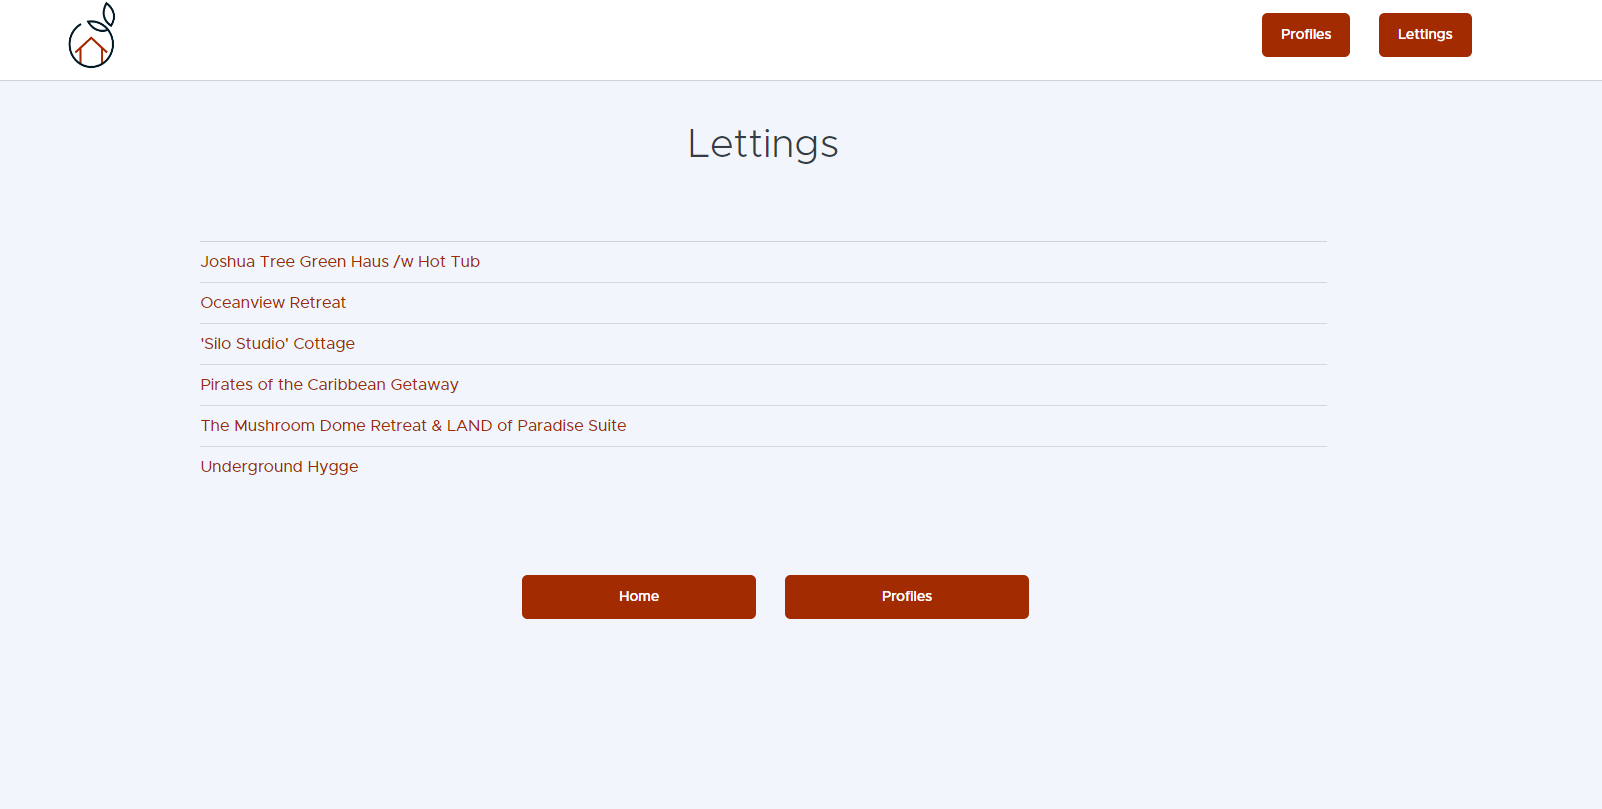 Profiles
Lettings
Lettings
Joshua Tree Green Haus /w Hot Tub
Oceanview Retreat
'Silo Studio' Cottage
Pirates of the Caribbean Getaway
The Mushroom Dome Retreat & LAND of Paradise Suite
Underground Hygge
Home
Profiles